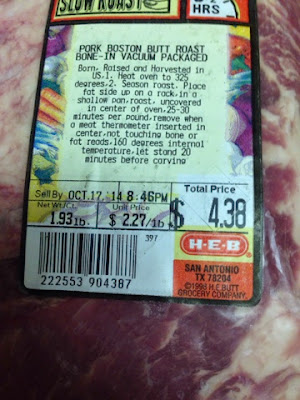 SLOW ROAST
HRS
PORK BOSTON BUTT ROAST
BONE-IN VACUUM PACKAGED
Born, Raised and Harvested in
US.1. Heat oven to 325
degrees.2. Season roast. Place
fat side up on a rack,in a
shallow pan,roast, uncovered
in center of oven,25-30
minutes per pound,remove when
a meat thermometer inserted in
center,not touching bone or
fat reads,160 degrees internal
temperature,let stand 20
minutes before carving
Sell By OCT.17.'14 8:46PM
Total Price
Net Wt./Ct. Unit Price
1.93 lb. $ 2.27/lb $ 4.38
397
222553 904387
H-E-B
SAN ANTONIO
TX 78204
©1998 H.E.BUTT
GROCERY COMPANY